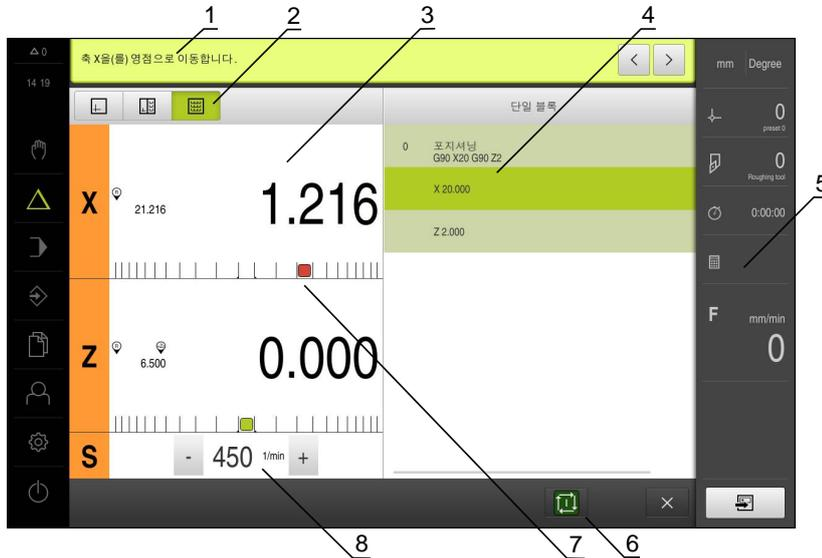 1
2
3
4
5
6
7
8
0
축 X을(를) 영점으로 이동합니다.
< >
14 19
단일 블록
X
R
21.216
1.216
Z
R
6.500
0.000
S
- 450 1/min +
0 포지셔닝
G90 X20 G90 Z2
X 20.000
Z 2.000
mm Degree
0
preset 0
0
Roughing tool
0:00:00
F mm/min
0